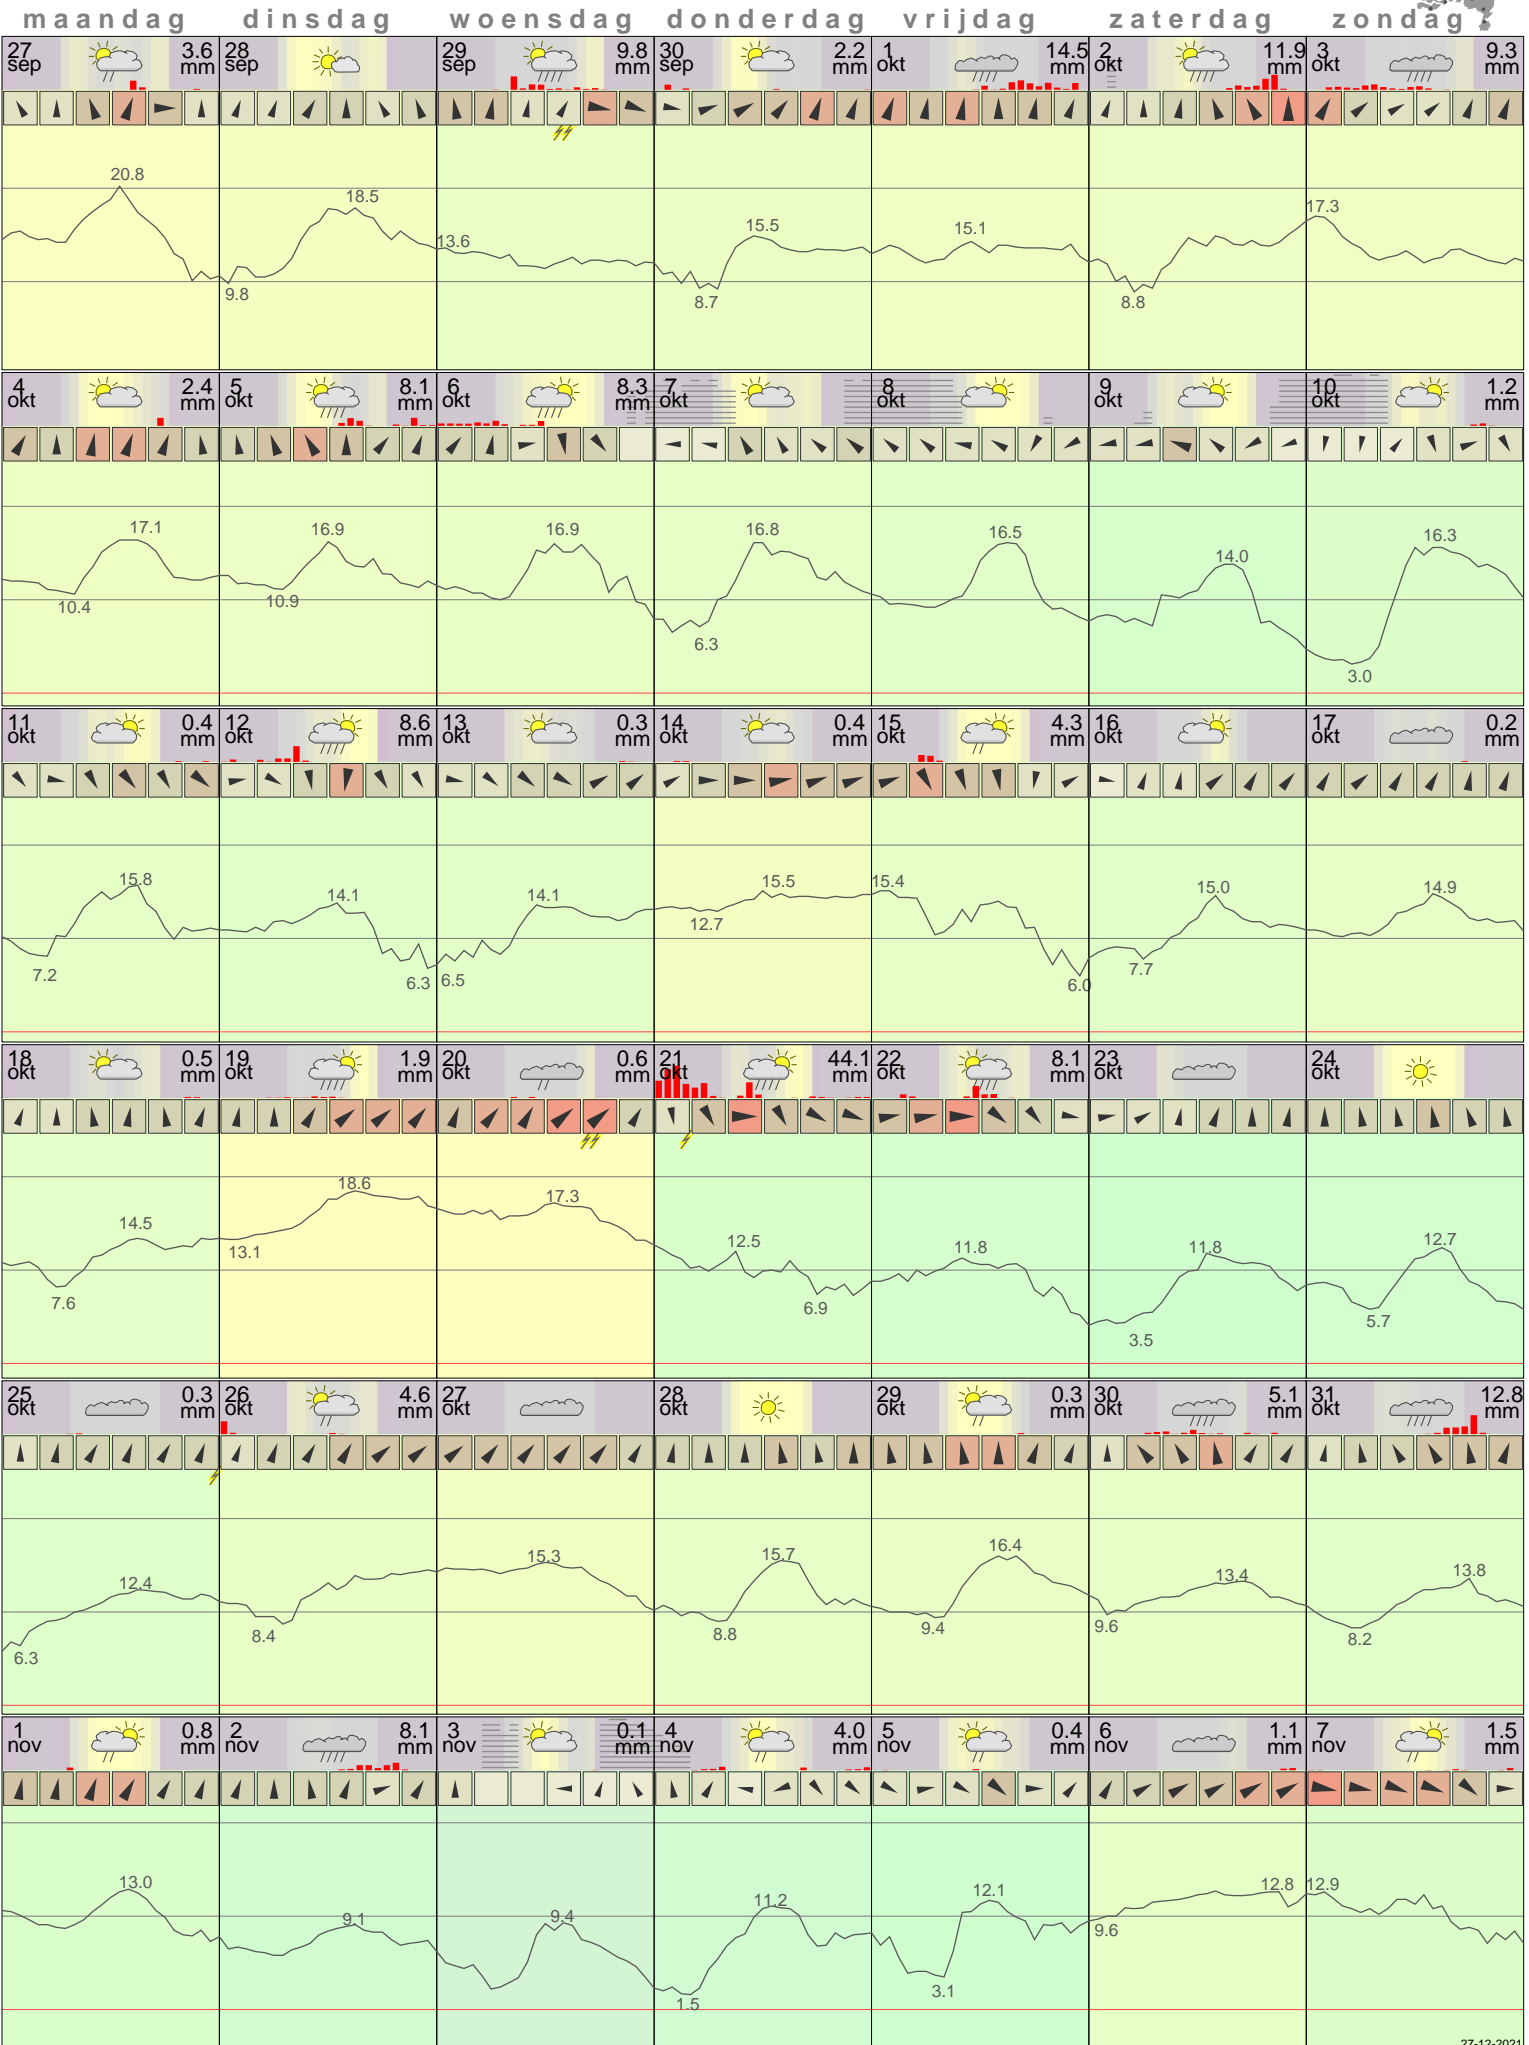 maandag dinsdag woensdag donderdag vrijdag zaterdag zondag
27 sep 3.6 mm 28 sep 29 sep 9.8 mm 30 sep 2.2 mm 1 okt 14.5 mm 2 okt 11.9 mm 3 okt 9.3 mm
20.8 9.8 18.5 13.6 8.7 15.5 15.1 8.8 17.3
4 okt 2.4 mm 5 okt 8.1 mm 6 okt 8.3 mm 7 okt 8 okt 9 okt 10 okt 1.2 mm
10.4 17.1 10.9 16.9 16.9 6.3 16.8 16.5 14.0 3.0 16.3
11 okt 0.4 mm 12 okt 8.6 mm 13 okt 0.3 mm 14 okt 0.4 mm 15 okt 4.3 mm 16 okt 17 okt 0.2 mm
7.2 15.8 14.1 6.3 6.5 14.1 12.7 15.5 15.4 6.0 7.7 15.0 14.9
18 okt 0.5 mm 19 okt 1.9 mm 20 okt 0.6 mm 21 okt 44.1 mm 22 okt 8.1 mm 23 okt 24 okt
7.6 14.5 13.1 18.6 17.3 12.5 6.9 11.8 3.5 11.8 5.7 12.7
25 okt 0.3 mm 26 okt 4.6 mm 27 okt 28 okt 29 okt 0.3 mm 30 okt 5.1 mm 31 okt 12.8 mm
6.3 12.4 8.4 15.3 8.8 15.7 9.4 16.4 9.6 13.4 8.2 13.8
1 nov 0.8 mm 2 nov 8.1 mm 3 nov 0.1 mm 4 nov 4.0 mm 5 nov 0.4 mm 6 nov 1.1 mm 7 nov 1.5 mm
13.0 9.1 9.4 1.5 11.2 3.1 12.1 9.6 12.8 12.9
27-12-2021